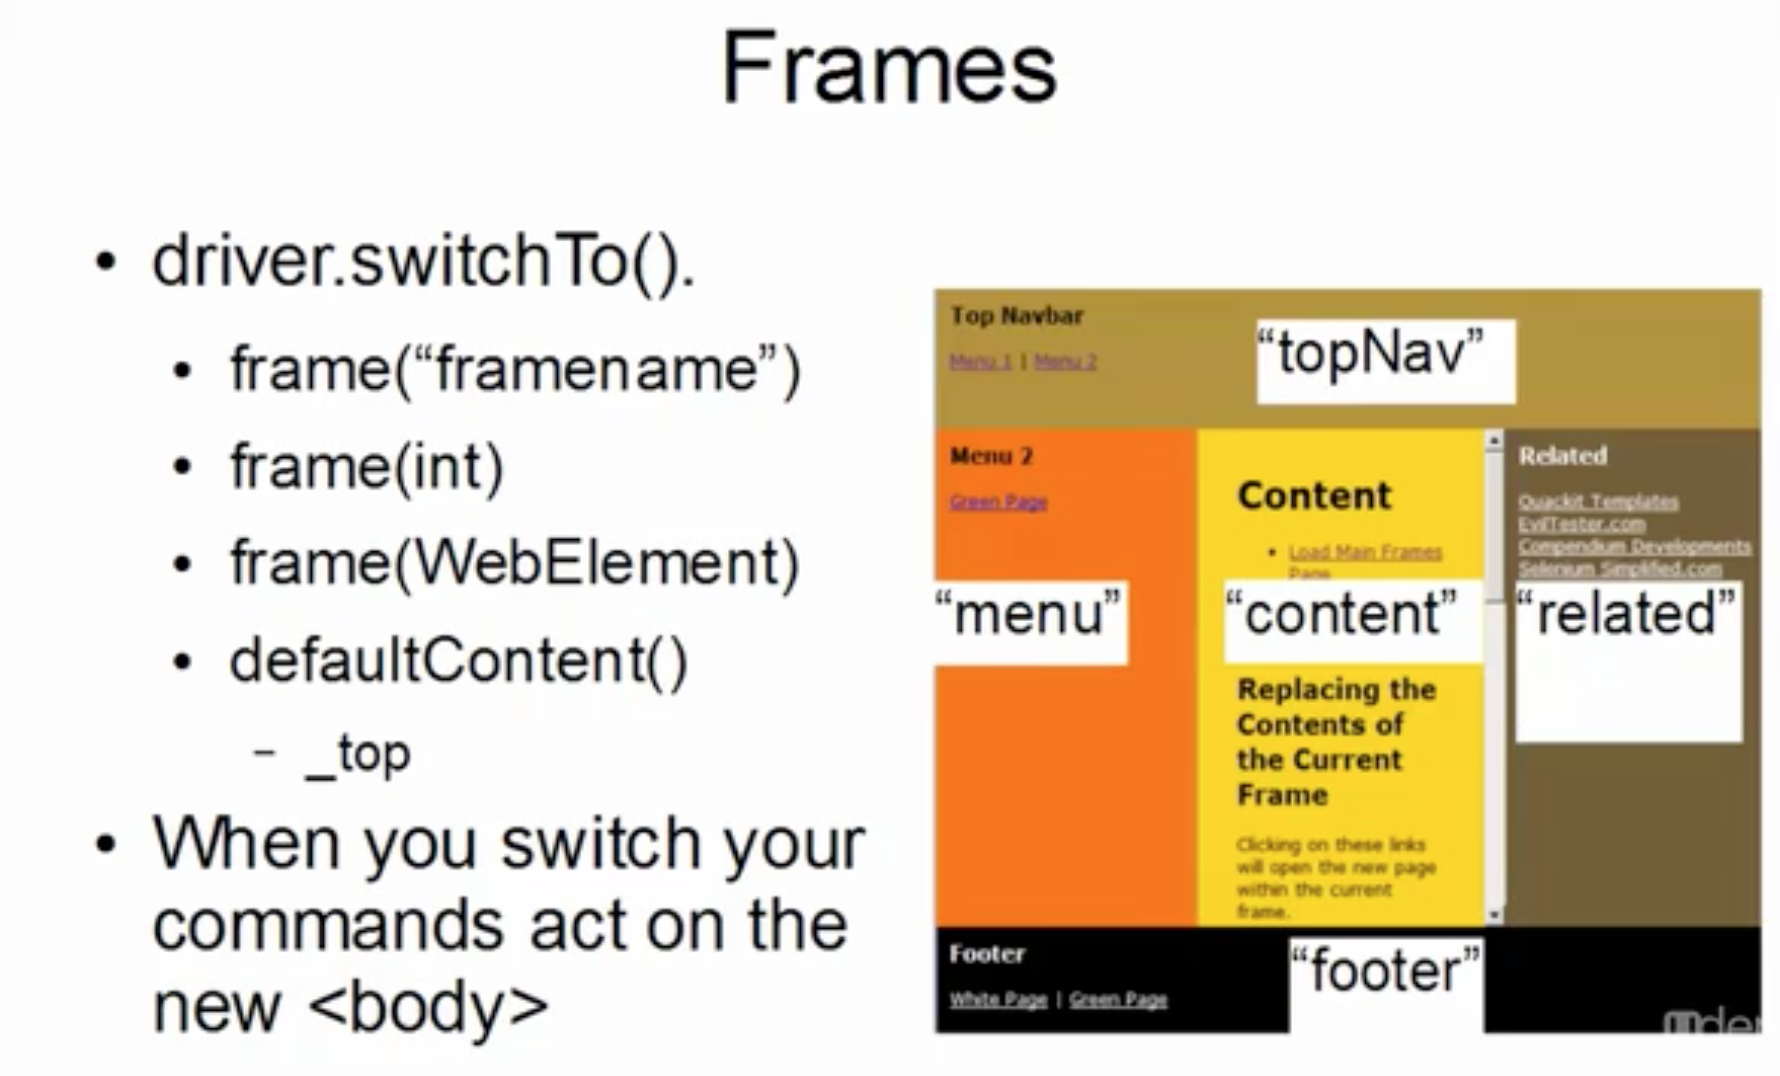 Frames
• driver.switchTo().
• frame(“framename”)
• frame(int)
• frame(WebElement)
• defaultContent()
– _top
• When you switch your
commands act on the
new <body>
Top Navbar
Menu 1 | Menu 2
“topNav”
Menu 2
Green Page
“menu”
Content
• Load Main Frames
Page
“content”
Replacing the
Contents of
the Current
Frame
Clicking on these links
will open the new page
within the current
frame.
Related
Quackit Templates
EvilTester.com
Compendium Developments
Selenium Simplified.com
“related”
Footer
White Page | Green Page
“footer”